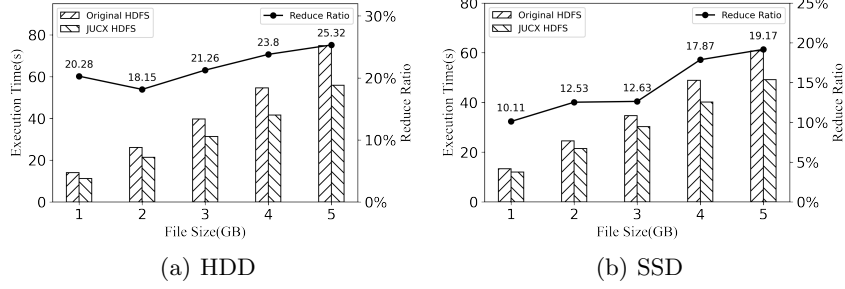 Original HDFS
JUCX HDFS
Reduce Ratio
80
60
40
20
0
Execution Time(s)
30%
20%
10%
0%
Reduce Ratio
20.28
18.15
21.26
23.8
25.32
1 2 3 4 5
File Size(GB)
(a) HDD
Original HDFS
JUCX HDFS
Reduce Ratio
80
60
40
20
0
Execution Time(s)
25%
20%
15%
10%
5%
0%
Reduce Ratio
10.11
12.53
12.63
17.87
19.17
1 2 3 4 5
File Size(GB)
(b) SSD